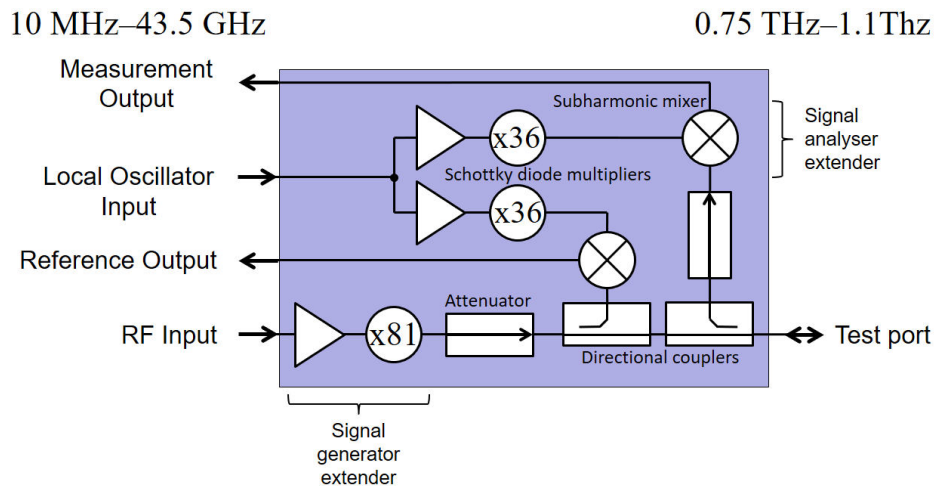 10 MHz–43.5 GHz
0.75 THz–1.1Thz
Measurement
Output
Subharmonic mixer
Signal
analyser
extender
x36
Local Oscillator
Input
Schottky diode multipliers
x36
Reference Output
Attenuator
RF Input
x81
Test port
Directional couplers
Signal
generator
extender